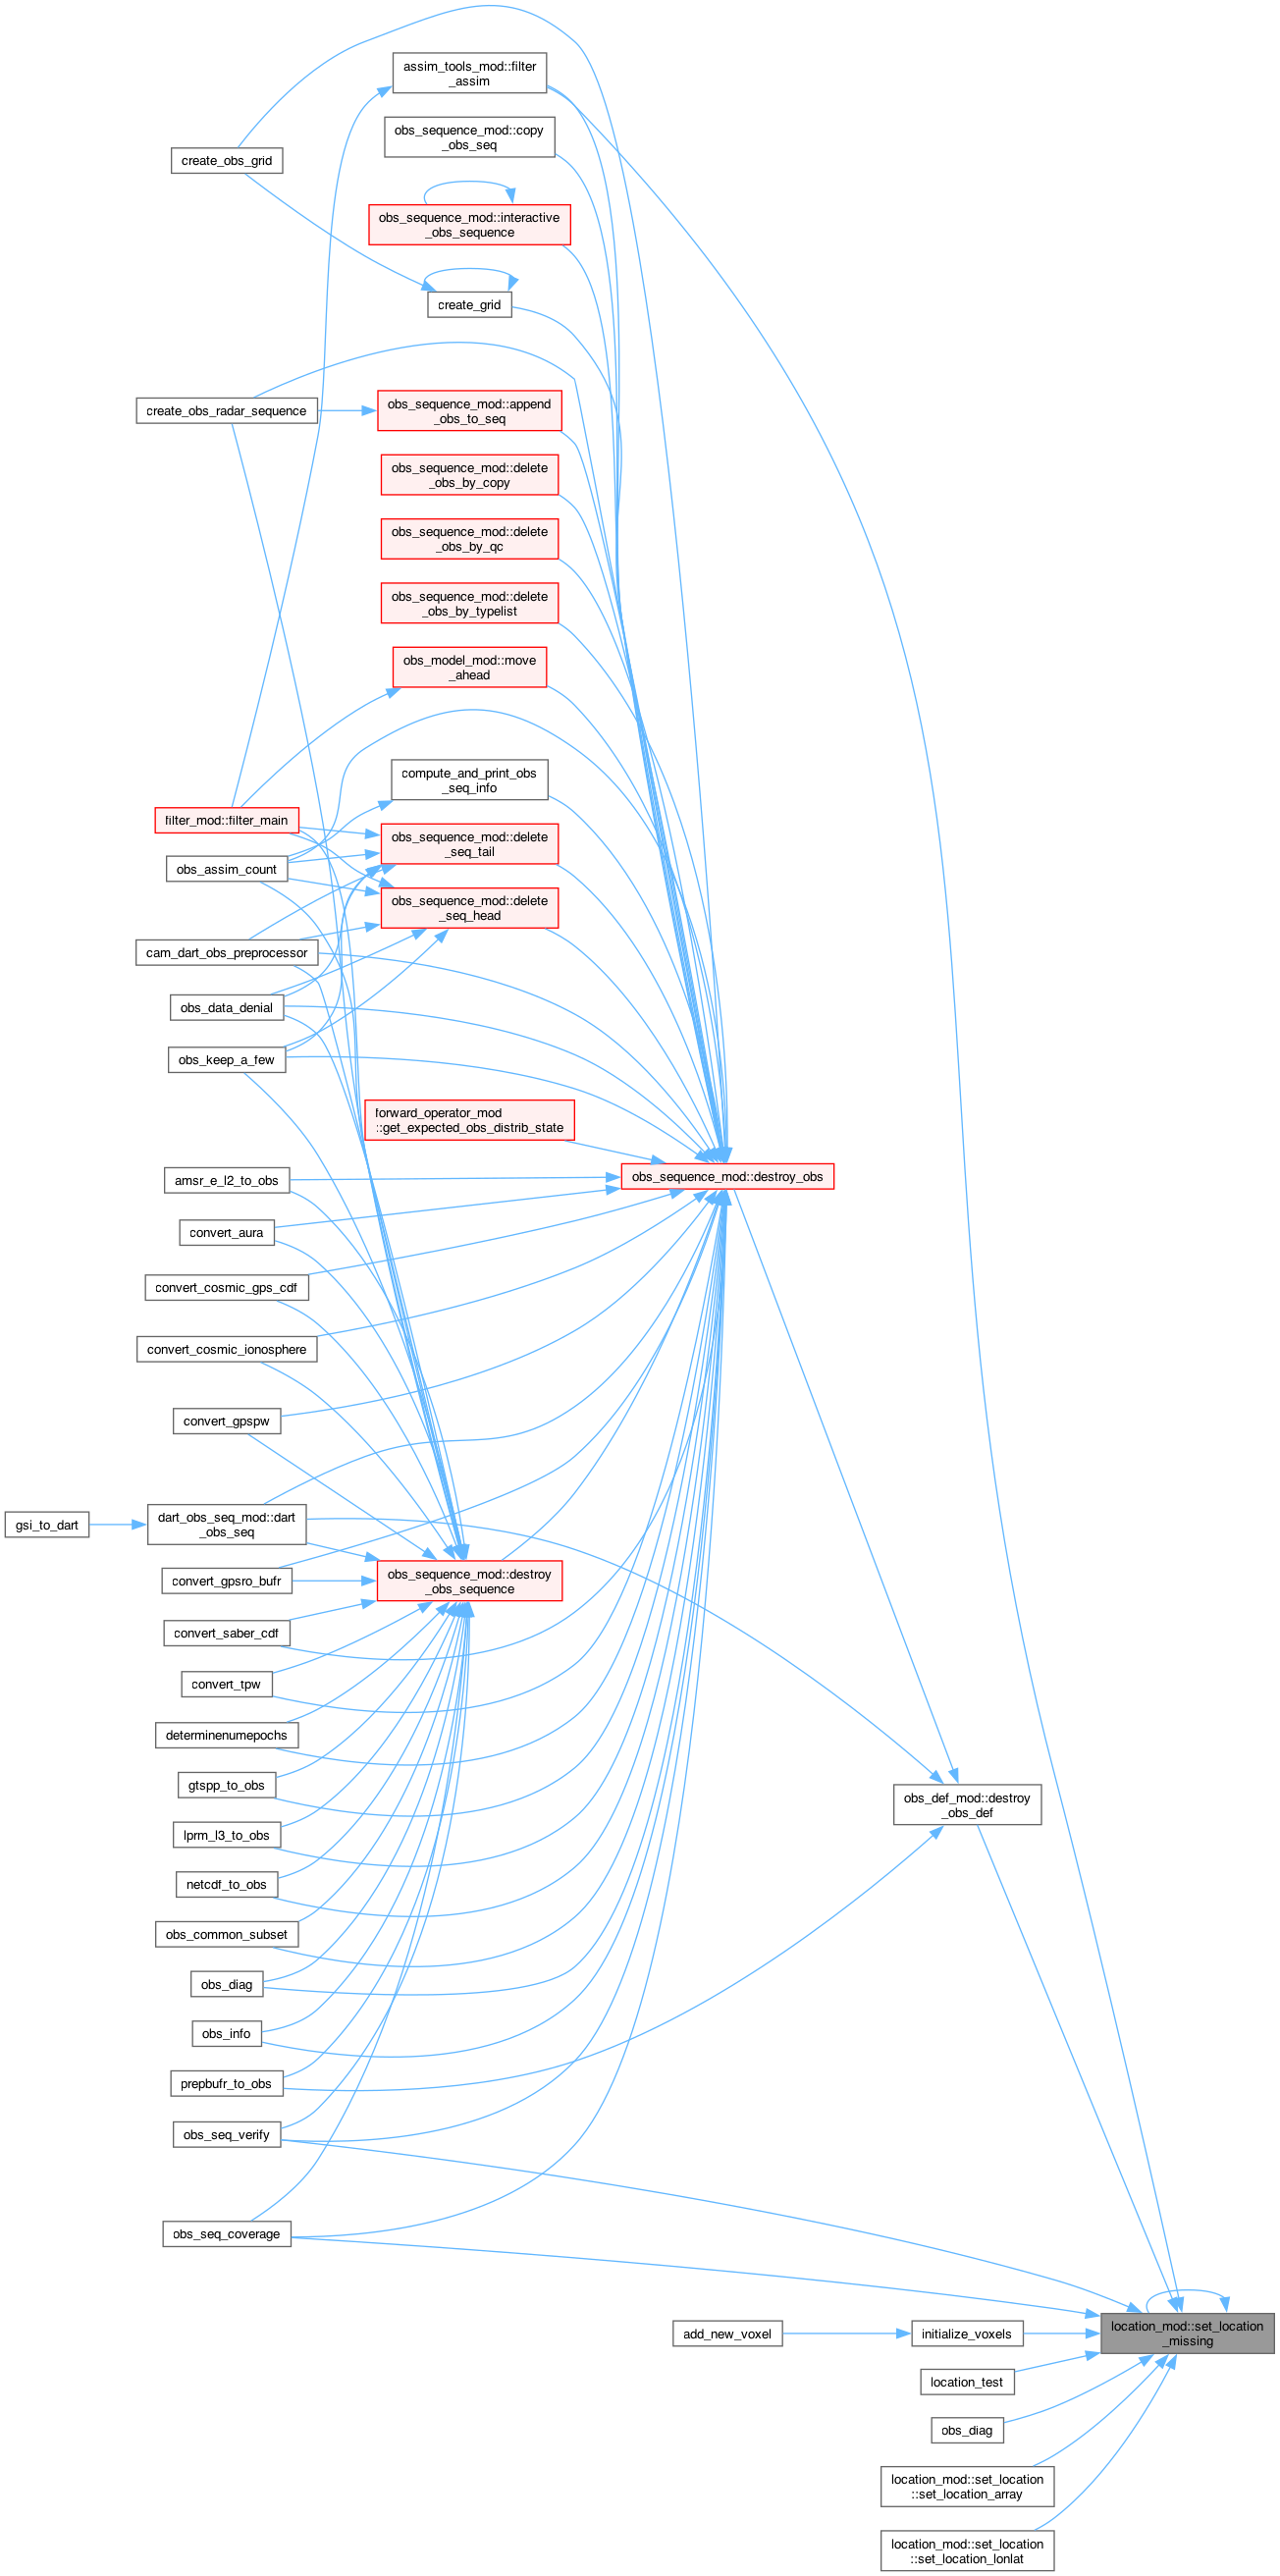 assim_tools_mod::filter
_assim
obs_sequence_mod::copy
_obs_seq
create_obs_grid
obs_sequence_mod::interactive
_obs_sequence
create_grid
obs_sequence_mod::append
_obs_to_seq
create_obs_radar_sequence
obs_sequence_mod::delete
_obs_by_copy
obs_sequence_mod::delete
_obs_by_qc
obs_sequence_mod::delete
_obs_by_typelist
obs_model_mod::move
_ahead
compute_and_print_obs
_seq_info
filter_mod::filter_main
obs_sequence_mod::delete
_seq_tail
obs_assim_count
obs_sequence_mod::delete
_seq_head
cam_dart_obs_preprocessor
obs_data_denial
obs_keep_a_few
forward_operator_mod
::get_expected_obs_distrib_state
obs_sequence_mod::destroy_obs
amsr_e_l2_to_obs
convert_aura
convert_cosmic_gps_cdf
convert_cosmic_ionosphere
convert_gpspw
gsi_to_dart
dart_obs_seq_mod::dart
_obs_seq
convert_gpsro_bufr
obs_sequence_mod::destroy
_obs_sequence
convert_saber_cdf
convert_tpw
determinenumepochs
gtspp_to_obs
obs_def_mod::destroy
_obs_def
lprm_l3_to_obs
netcdf_to_obs
obs_common_subset
obs_diag
obs_info
prepbufr_to_obs
obs_seq_verify
obs_seq_coverage
add_new_voxel
initialize_voxels
location_mod::set_location
_missing
location_test
obs_diag
location_mod::set_location
::set_location_array
location_mod::set_location
::set_location_lonlat